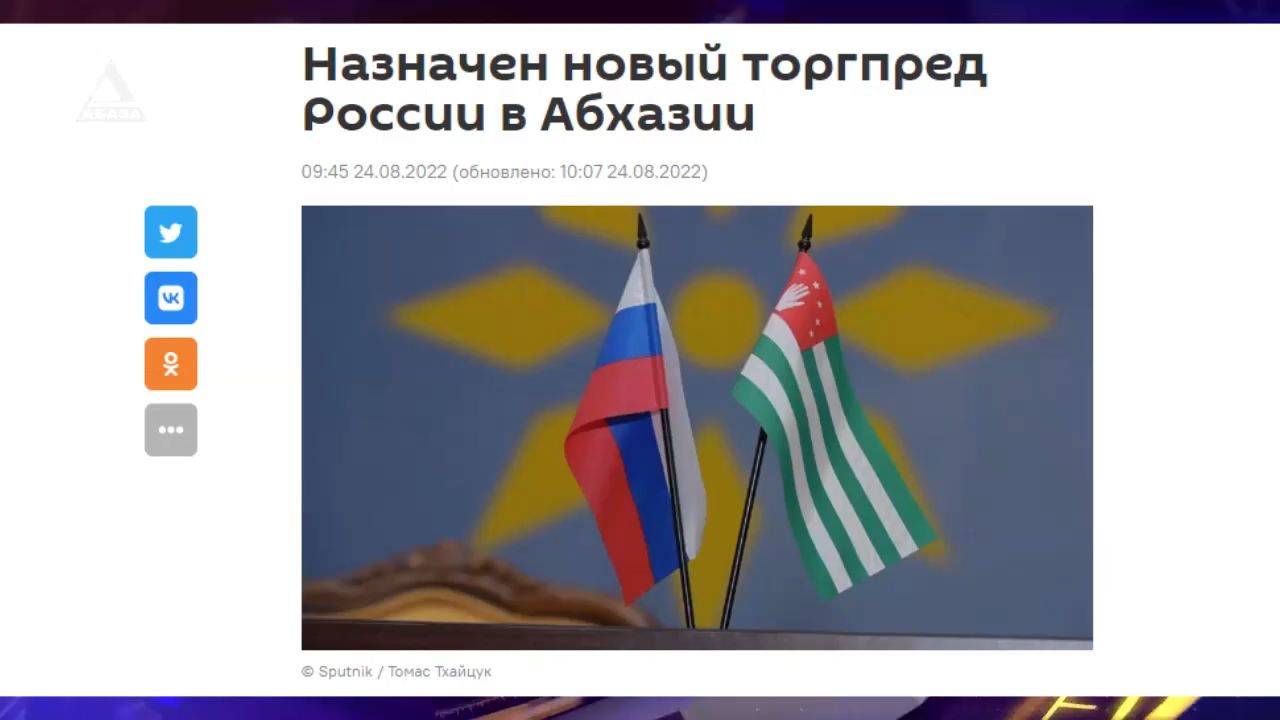 Назначен новый торгпред
России в Абхазии
АБАЗА
09:45 24.08.2022 (обновлено: 10:07 24.08.2022)
© Sputnik / Томас Тхайцук